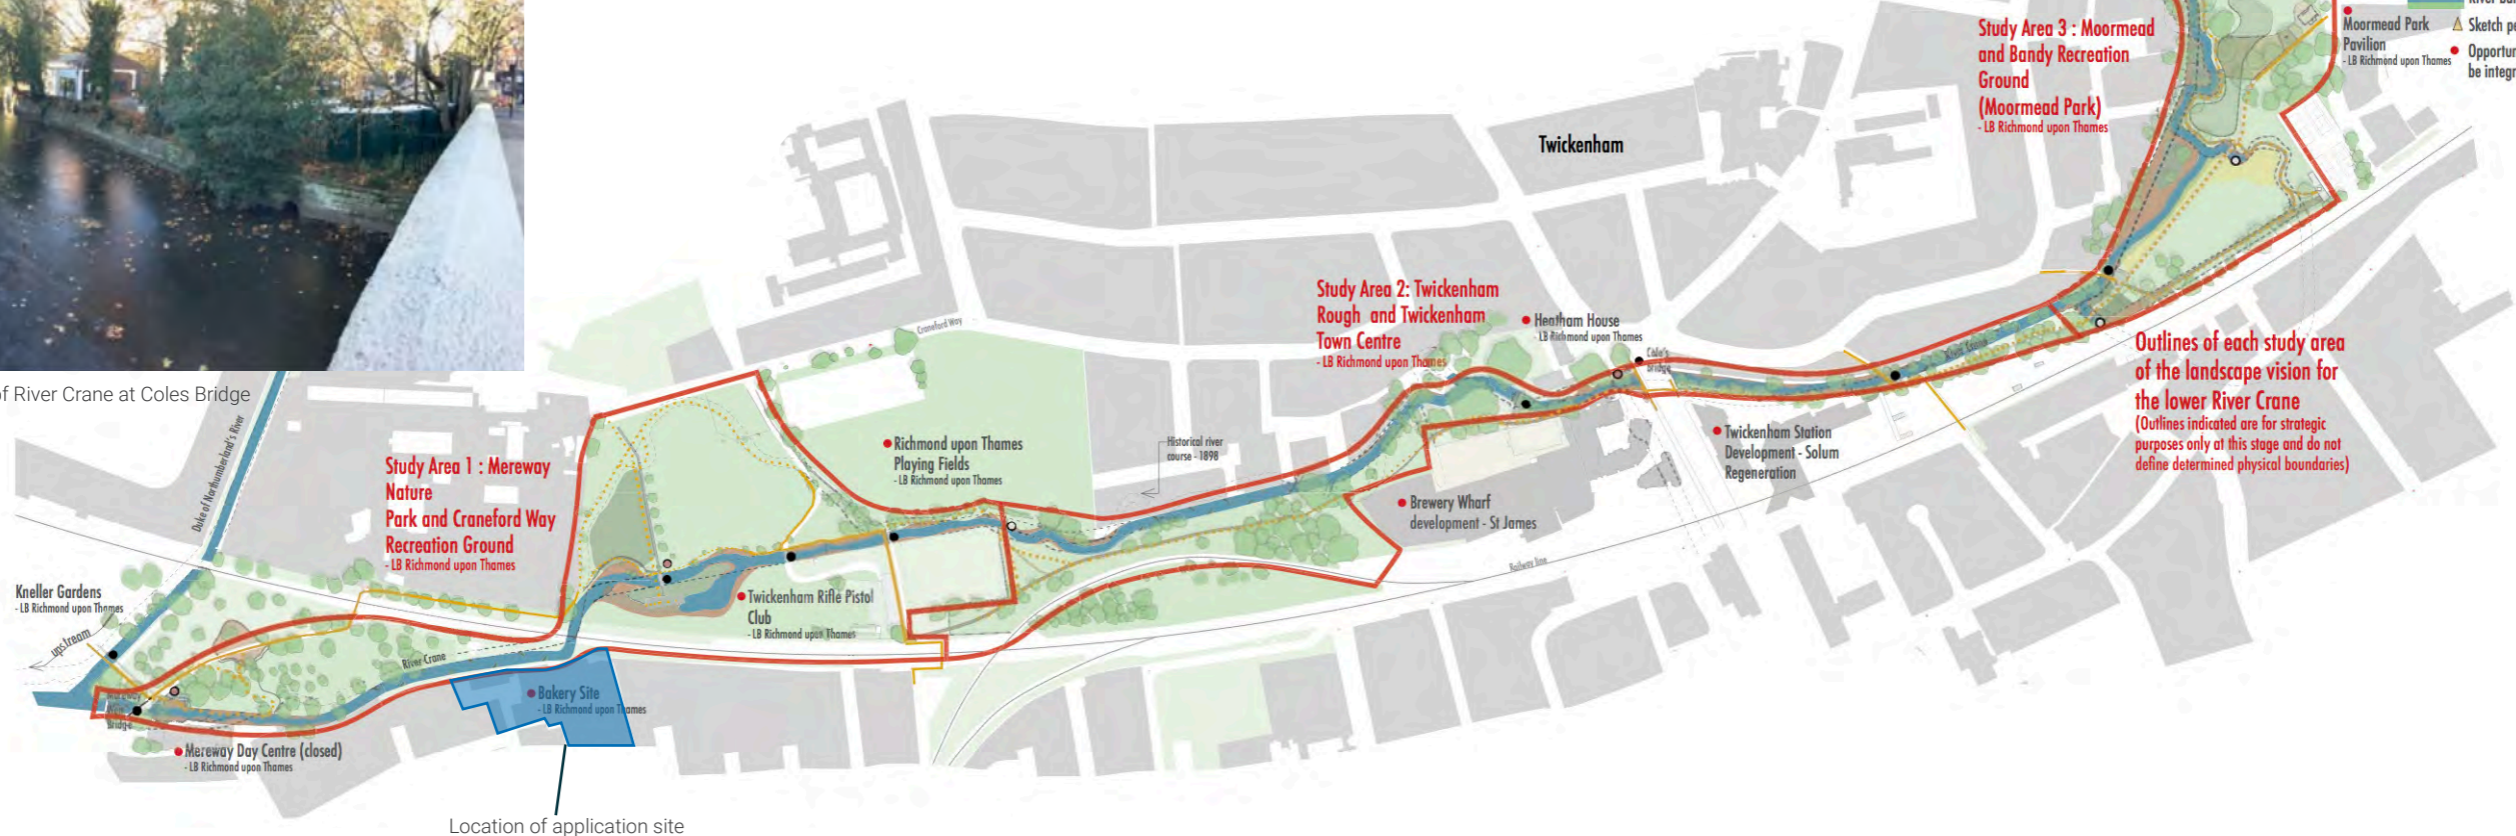 of River Crane at Coles Bridge
Duke of Northumberland's River
Kneller Gardens
- LB Richmond upon Thames
upstream
Study Area 1 : Mereway
Nature
Park and Craneford Way
Recreation Ground
- LB Richmond upon Thames
River Crane
Bridge
Mereway Day Centre (closed)
- LB Richmond upon Thames
Bakery Site
- LB Richmond upon Thames
Location of application site
Twickenham Rifle Pistol
Club
- LB Richmond upon Thames
Craneford Way
Richmond upon Thames
Playing Fields
- LB Richmond upon Thames
Historical river
course - 1898
Study Area 2: Twickenham
Rough and Twickenham
Town Centre
- LB Richmond upon Thames
Heatham House
- LB Richmond upon Thames
Cole's
Bridge
Brewery Wharf
development - St James
Railway line
Twickenham Station
Development - Solum
Regeneration
Twickenham
River Crane
Study Area 3 : Moormead
and Bandy Recreation
Ground
(Moormead Park)
- LB Richmond upon Thames
Moormead Park
Pavilion
- LB Richmond upon Thames
Sketch
Outlines of each study area
of the landscape vision for
the lower River Crane
(Outlines indicated are for strategic
purposes only at this stage and do not
define determined physical boundaries)